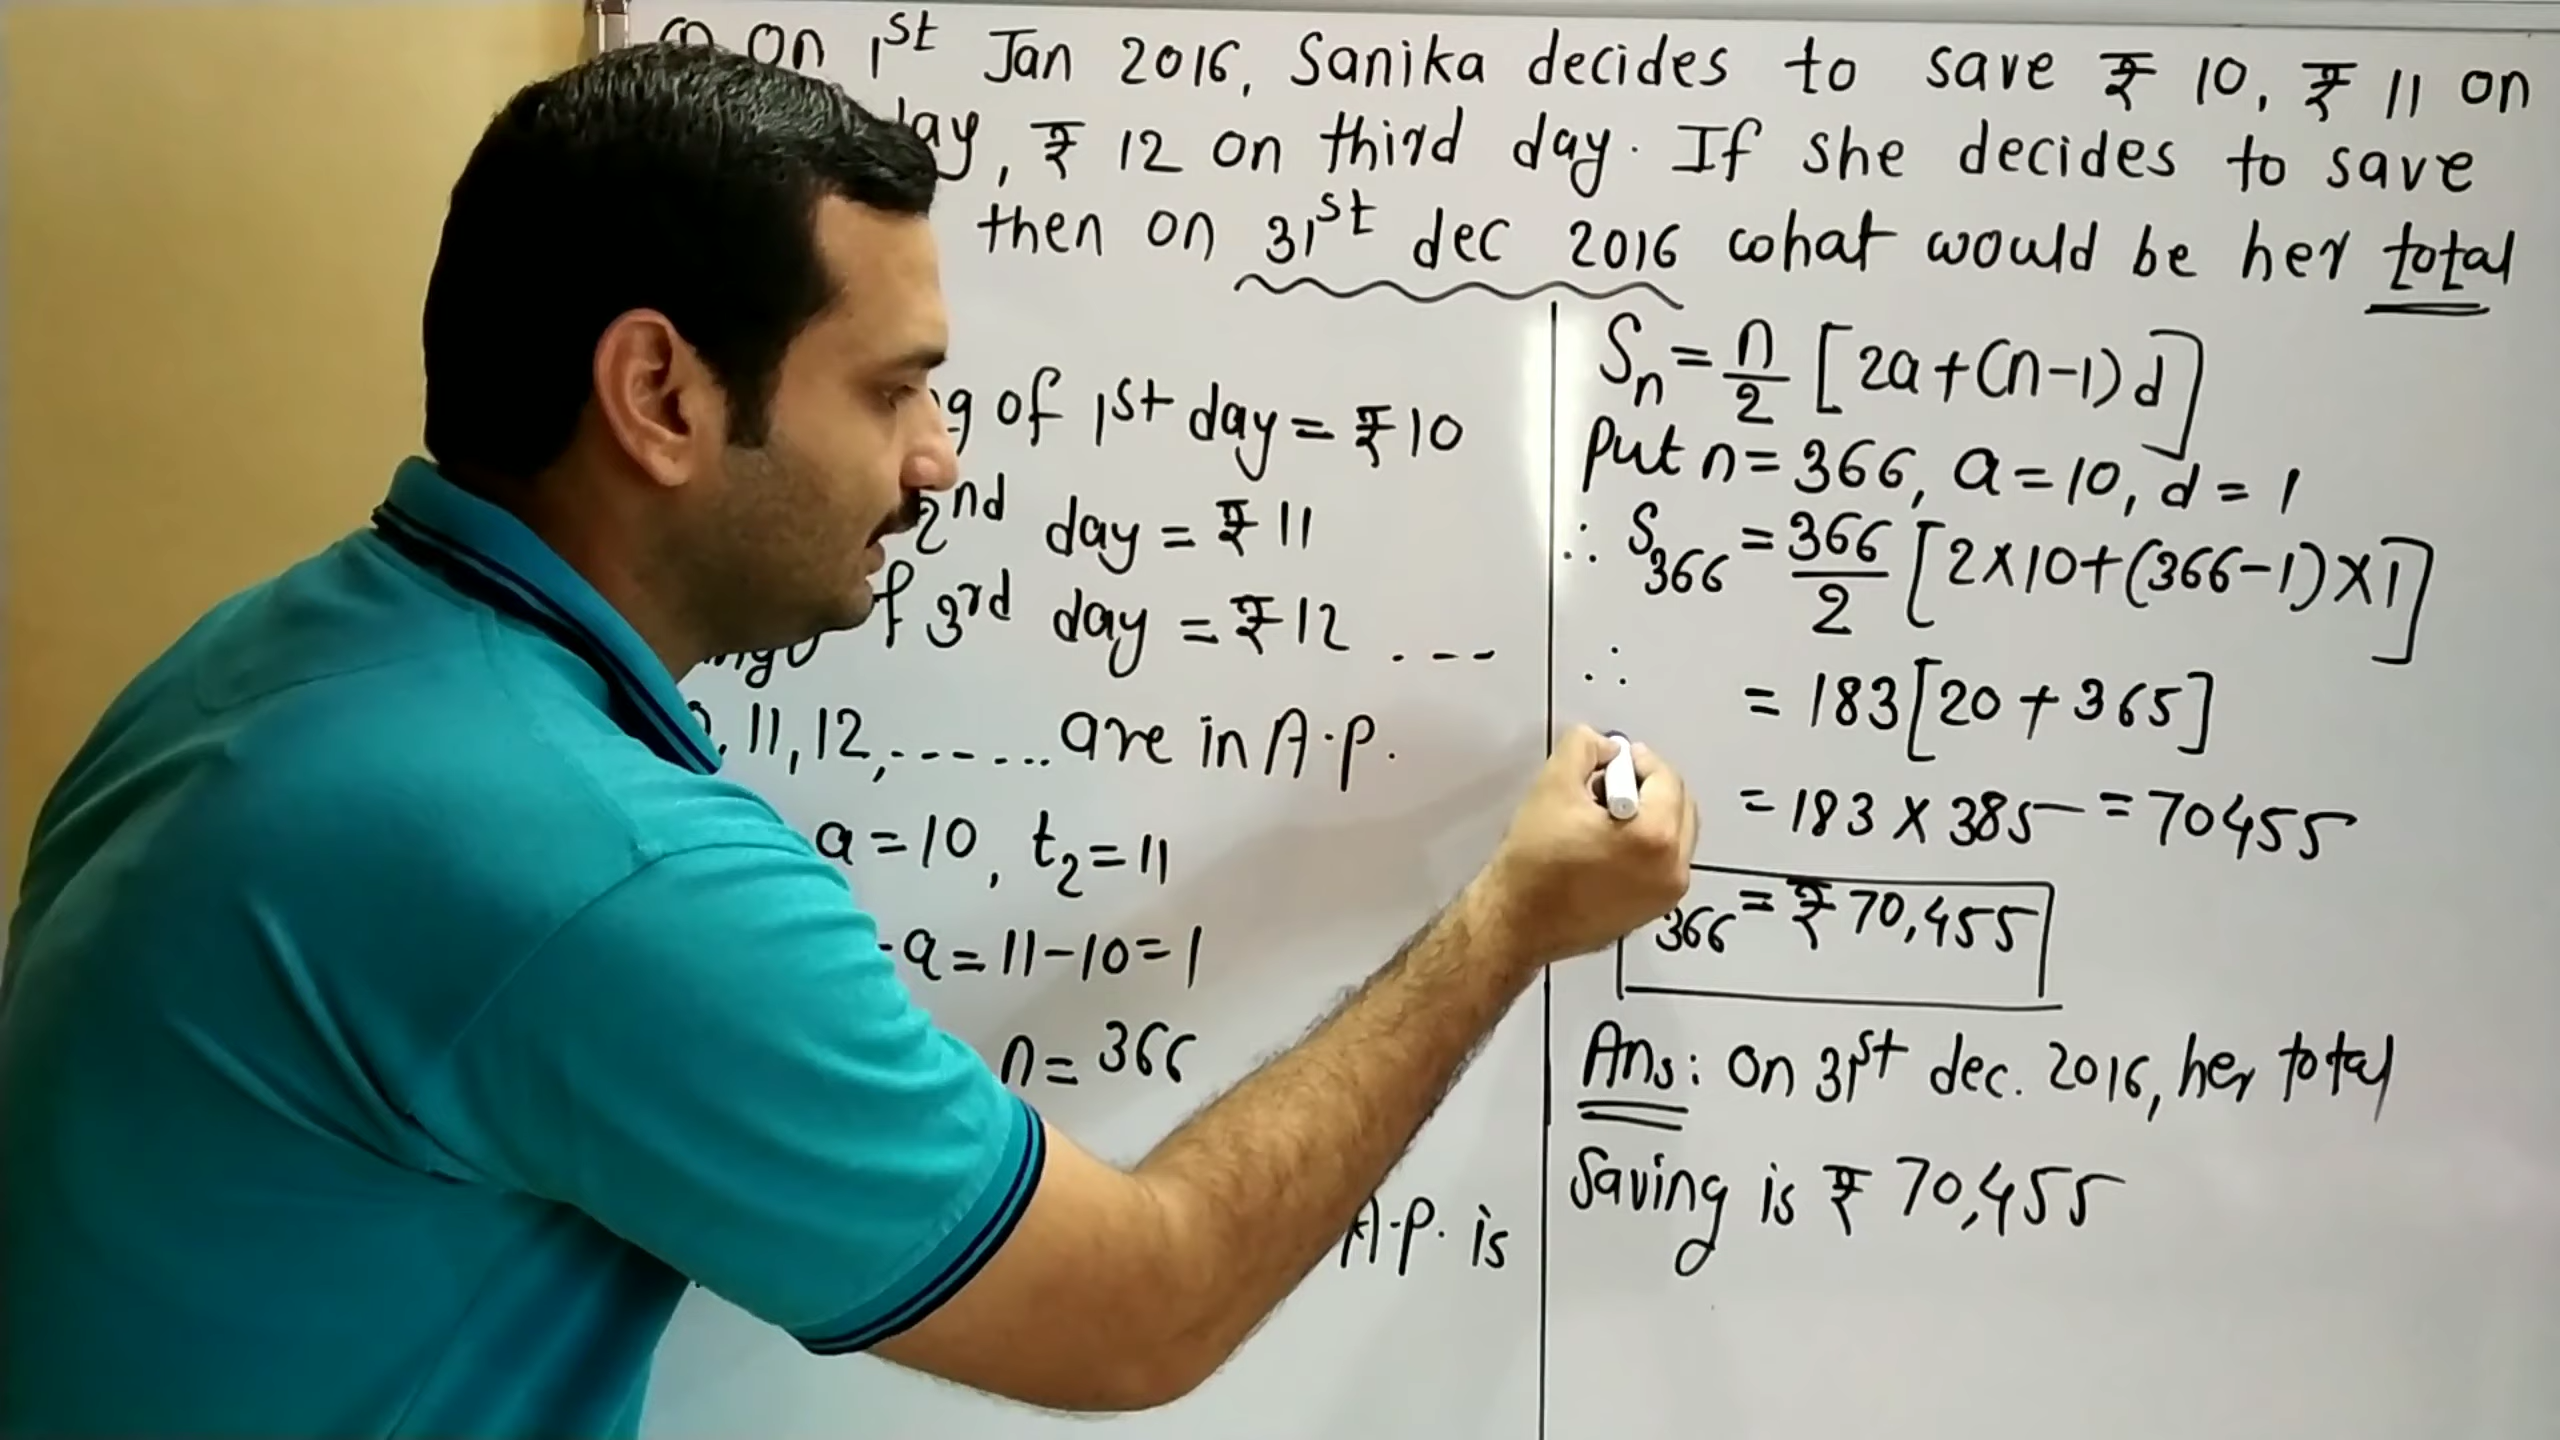 on 1st Jan 2016, Sanika decides to save ₹ 10, ₹ 11 on
day, ₹ 12 on third day. If she decides to save
then on 31st dec 2016 what would be her total
of 1st day = ₹ 10
2nd day = ₹ 11
of 3rd day = ₹ 12 ....
, 11, 12, ........ are in A.P.
a = 10, t2 = 11
- a = 11 - 10 = 1
n = 366
A.P. is
Sn = n/2 [2a + (n-1) d]
Put n = 366, a = 10, d = 1
∴ S366 = 366/2 [2×10 + (366-1) × 1]
∴ = 183 [20 + 365]
= 183 × 385 = 70455
366 = ₹ 70,455
Ans: On 31st dec. 2016, her total
Saving is ₹ 70,455